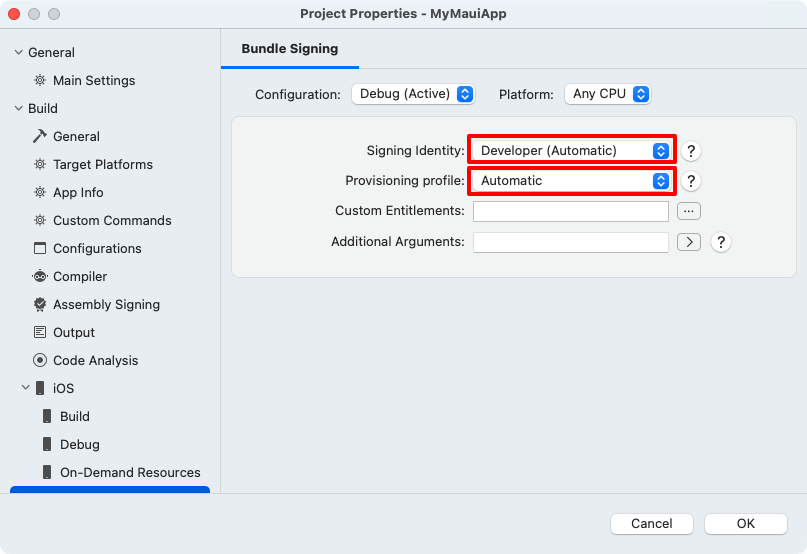 Project Properties - MyMauiApp
General
Main Settings
Build
General
Target Platforms
App Info
Custom Commands
Configurations
Compiler
Assembly Signing
Output
Code Analysis
iOS
Build
Debug
On-Demand Resources
Bundle Signing
Configuration: Debug (Active) Platform: Any CPU
Signing Identity: Developer (Automatic) ?
Provisioning profile: Automatic ?
Custom Entitlements: ...
Additional Arguments: > ?
Cancel OK